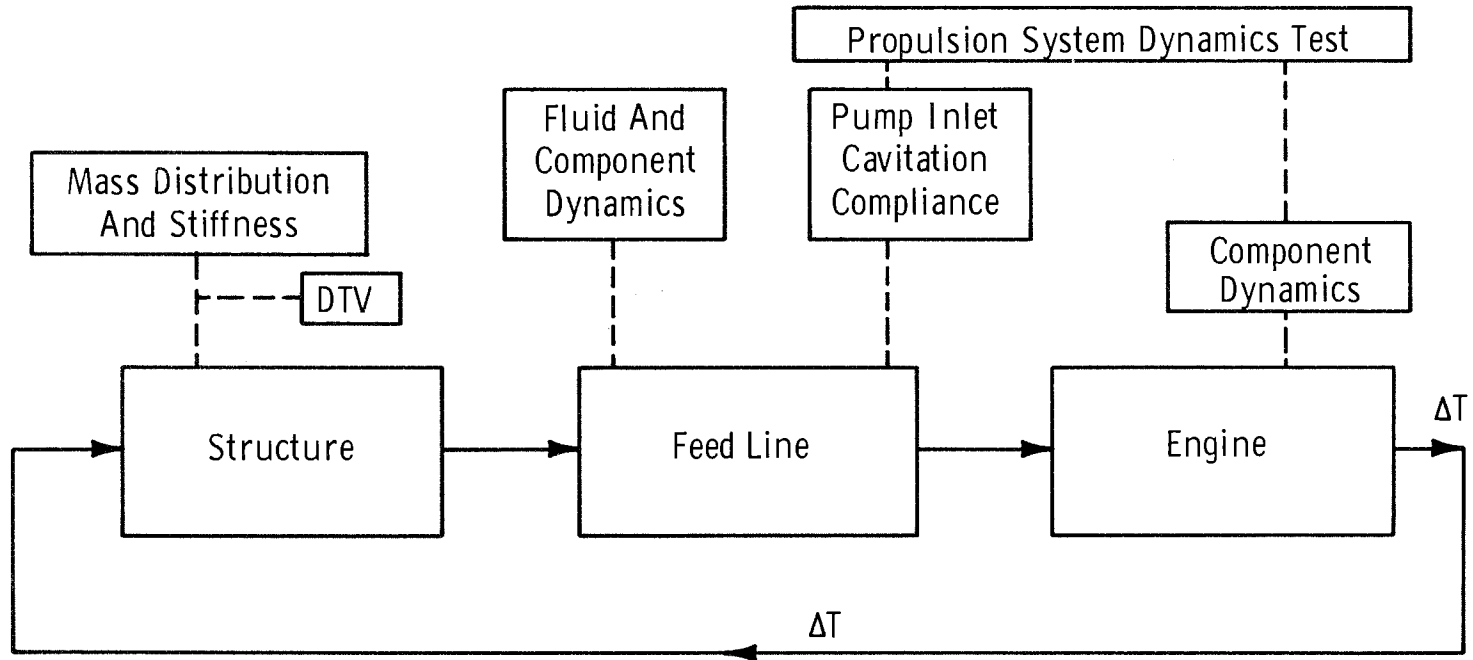 Propulsion System Dynamics Test
Fluid And
Component
Dynamics
Pump Inlet
Cavitation
Compliance
Mass Distribution
And Stiffness
DTV
Component
Dynamics
Structure
Feed Line
Engine
ΔT
ΔT